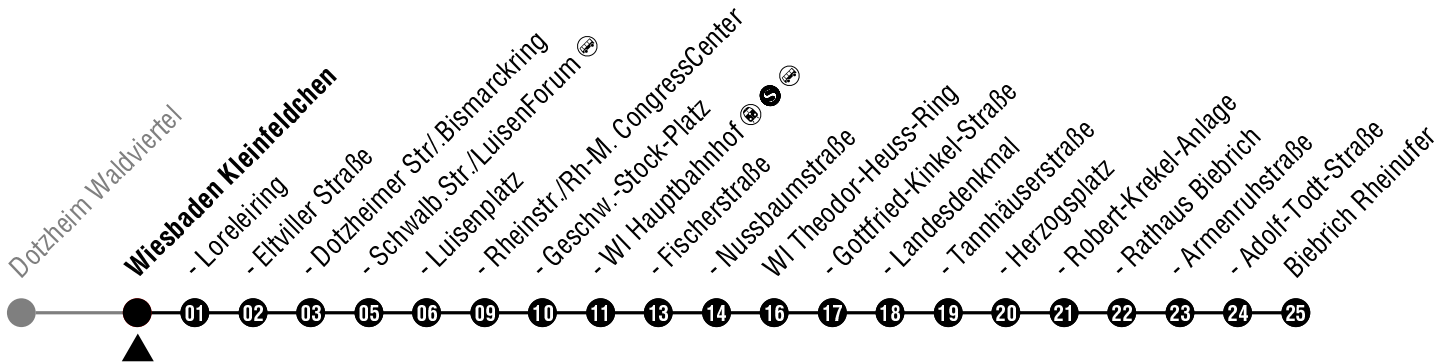 Dotzheim Waldviertel
Wiesbaden Kleinfeldchen
- Loreleiring
- Eltviller Straße
- Dotzheimer Str/.Bismarckring
- Schwalb.Str./LuisenForum
- Luisenplatz
- Rheinstr./Rh-M. CongressCenter
- Geschw.-Stock-Platz
- WI Hauptbahnhof S
- Fischerstraße
- Nussbaumstraße
WI Theodor-Heuss-Ring
- Gottfried-Kinkel-Straße
- Landesdenkmal
- Tannhäuserstraße
- Herzogsplatz
- Robert-Krekel-Anlage
- Rathaus Biebrich
- Armenruhstraße
- Adolf-Todt-Straße
Biebrich Rheinufer
01 02 03 05 06 09 10 11 13 14 16 17 18 19 20 21 22 23 24 25